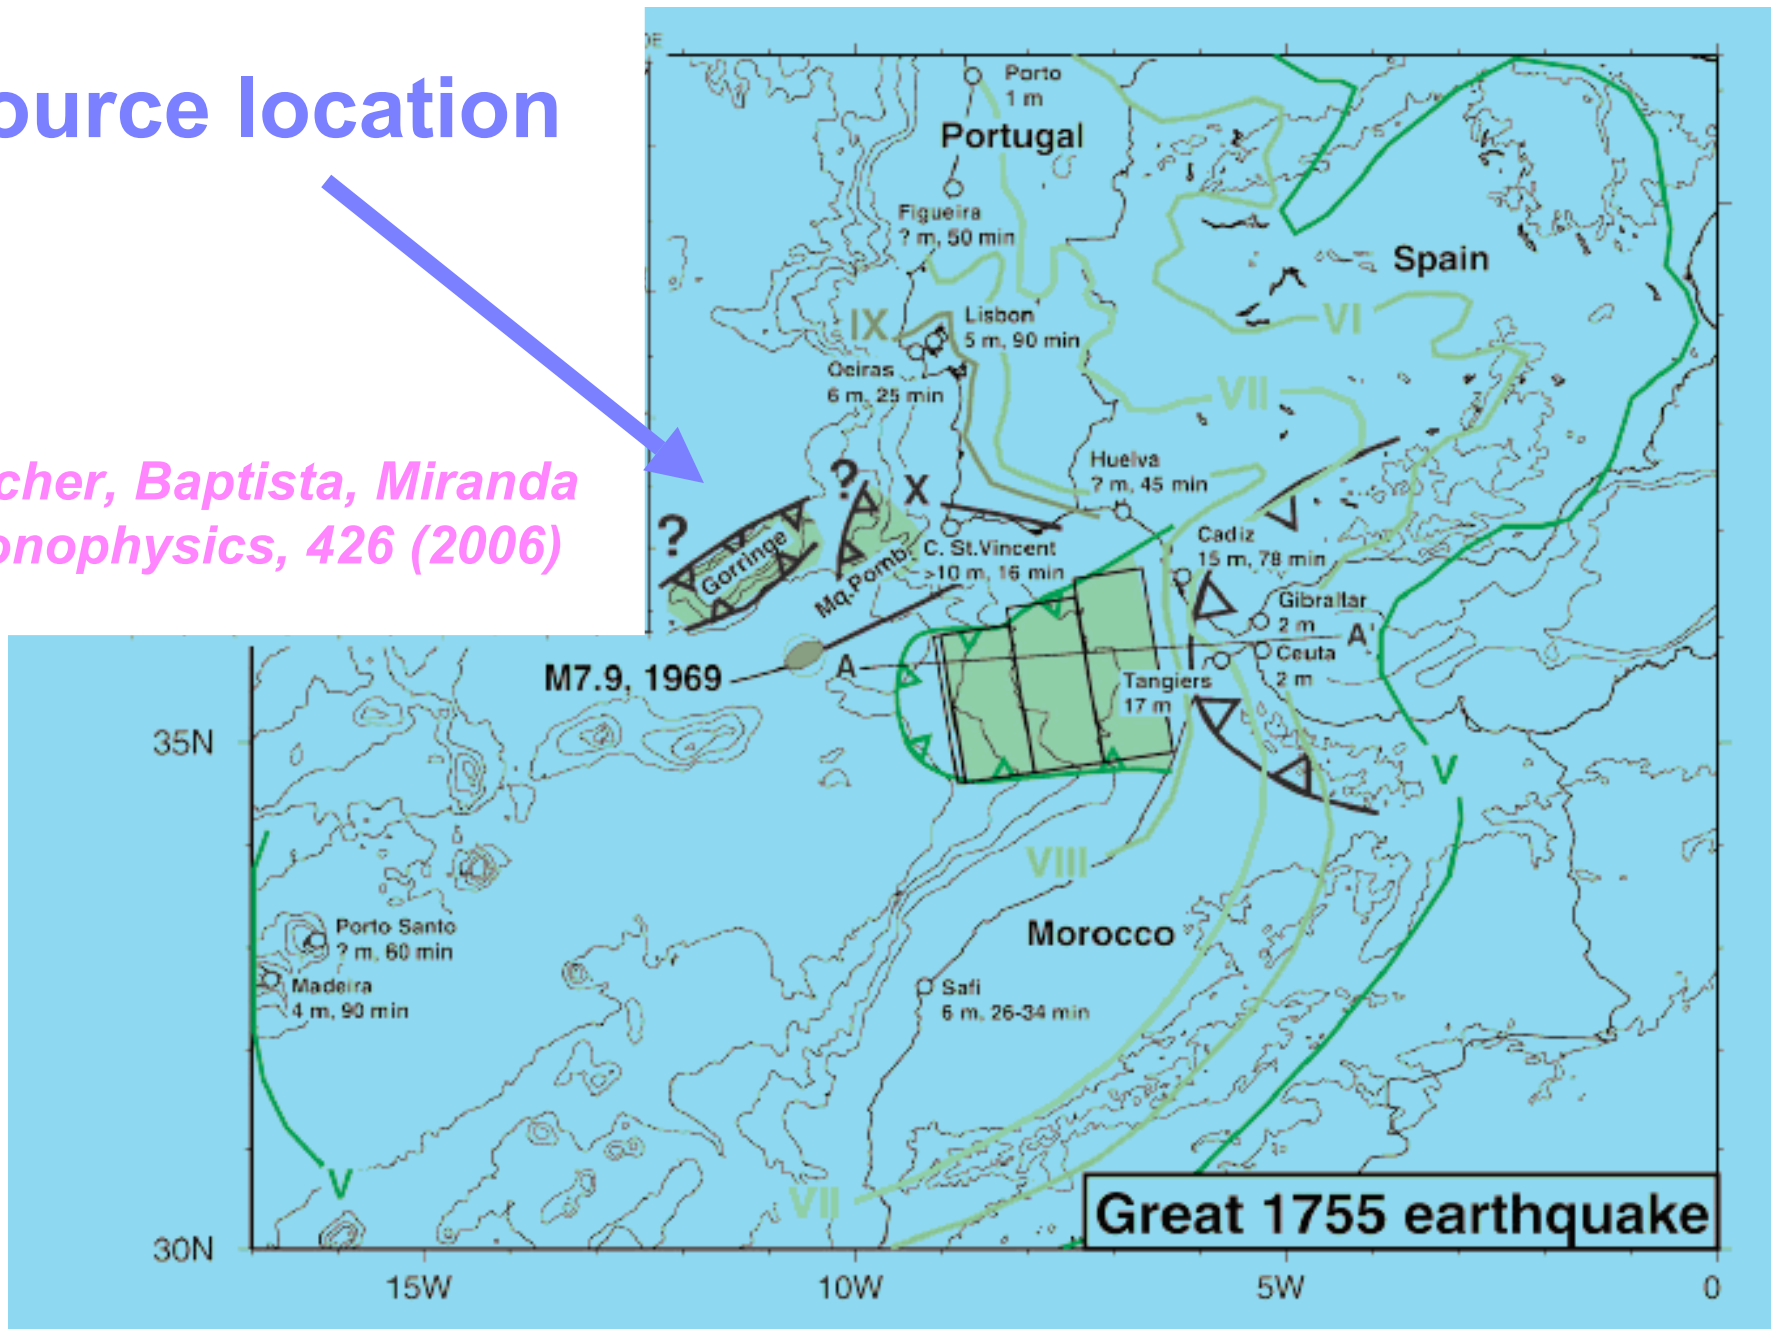 ource location
cher, Baptista, Miranda
onophysics, 426 (2006)
Porto
1 m
Portugal
Figueira
? m, 50 min
Spain
IX
Lisbon
5 m, 90 min
VI
Oeiras
6 m, 25 min
VII
Huelva
? m, 45 min
?
?
X
Gorringe
Mq.Pomb.
C. St.Vincent
>10 m, 16 min
Cadiz
15 m, 78 min
Gibraltar
2 m
A'
Ceuta
2 m
M7.9, 1969
A
Tangiers
17 m
35N
V
VIII
Porto Santo
? m, 60 min
Morocco
Madeira
4 m, 90 min
Safi
6 m, 26-34 min
V
VII
Great 1755 earthquake
30N
15W
10W
5W
0